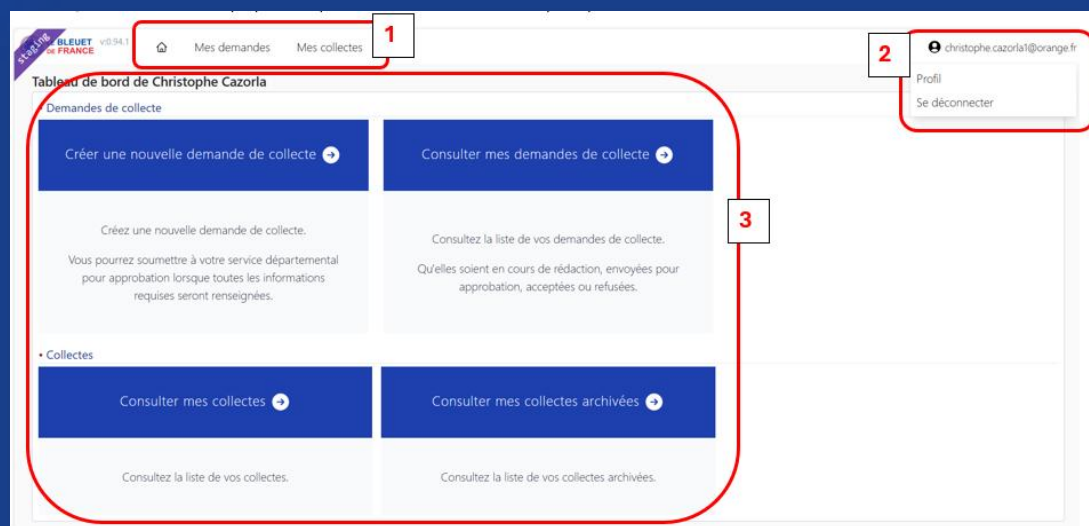 staging
BLEUET
DE FRANCE
v:0.94.1
Mes demandes
Mes collectes
1
2
christophe.cazorla1@orange.fr
Profil
Se déconnecter
Tableau de bord de Christophe Cazorla
• Demandes de collecte
Créer une nouvelle demande de collecte
Consulter mes demandes de collecte
3
Créez une nouvelle demande de collecte.
Vous pourrez soumettre à votre service départemental
pour approbation lorsque toutes les informations
requises seront renseignées.
Consultez la liste de vos demandes de collecte.
Qu'elles soient en cours de rédaction, envoyées pour
approbation, acceptées ou refusées.
• Collectes
Consulter mes collectes
Consulter mes collectes archivées
Consultez la liste de vos collectes.
Consultez la liste de vos collectes archivées.